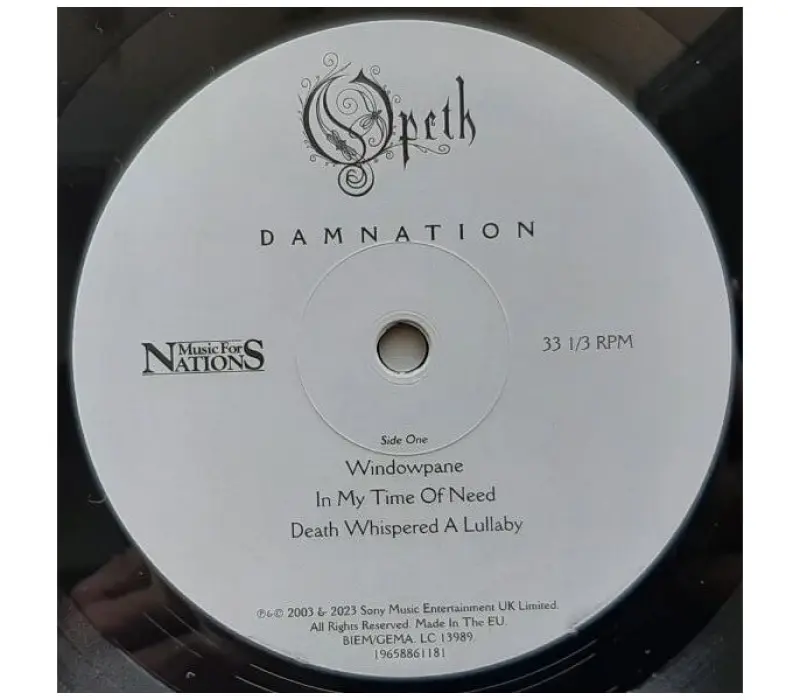 Opeth
DAMNATION
Music For
NATIONS
33 1/3 RPM
Side One
Windowpane
In My Time Of Need
Death Whispered A Lullaby
℗&© 2003 & 2023 Sony Music Entertainment UK Limited.
All Rights Reserved. Made In The EU.
BIEM/GEMA. LC 13989
19658861181